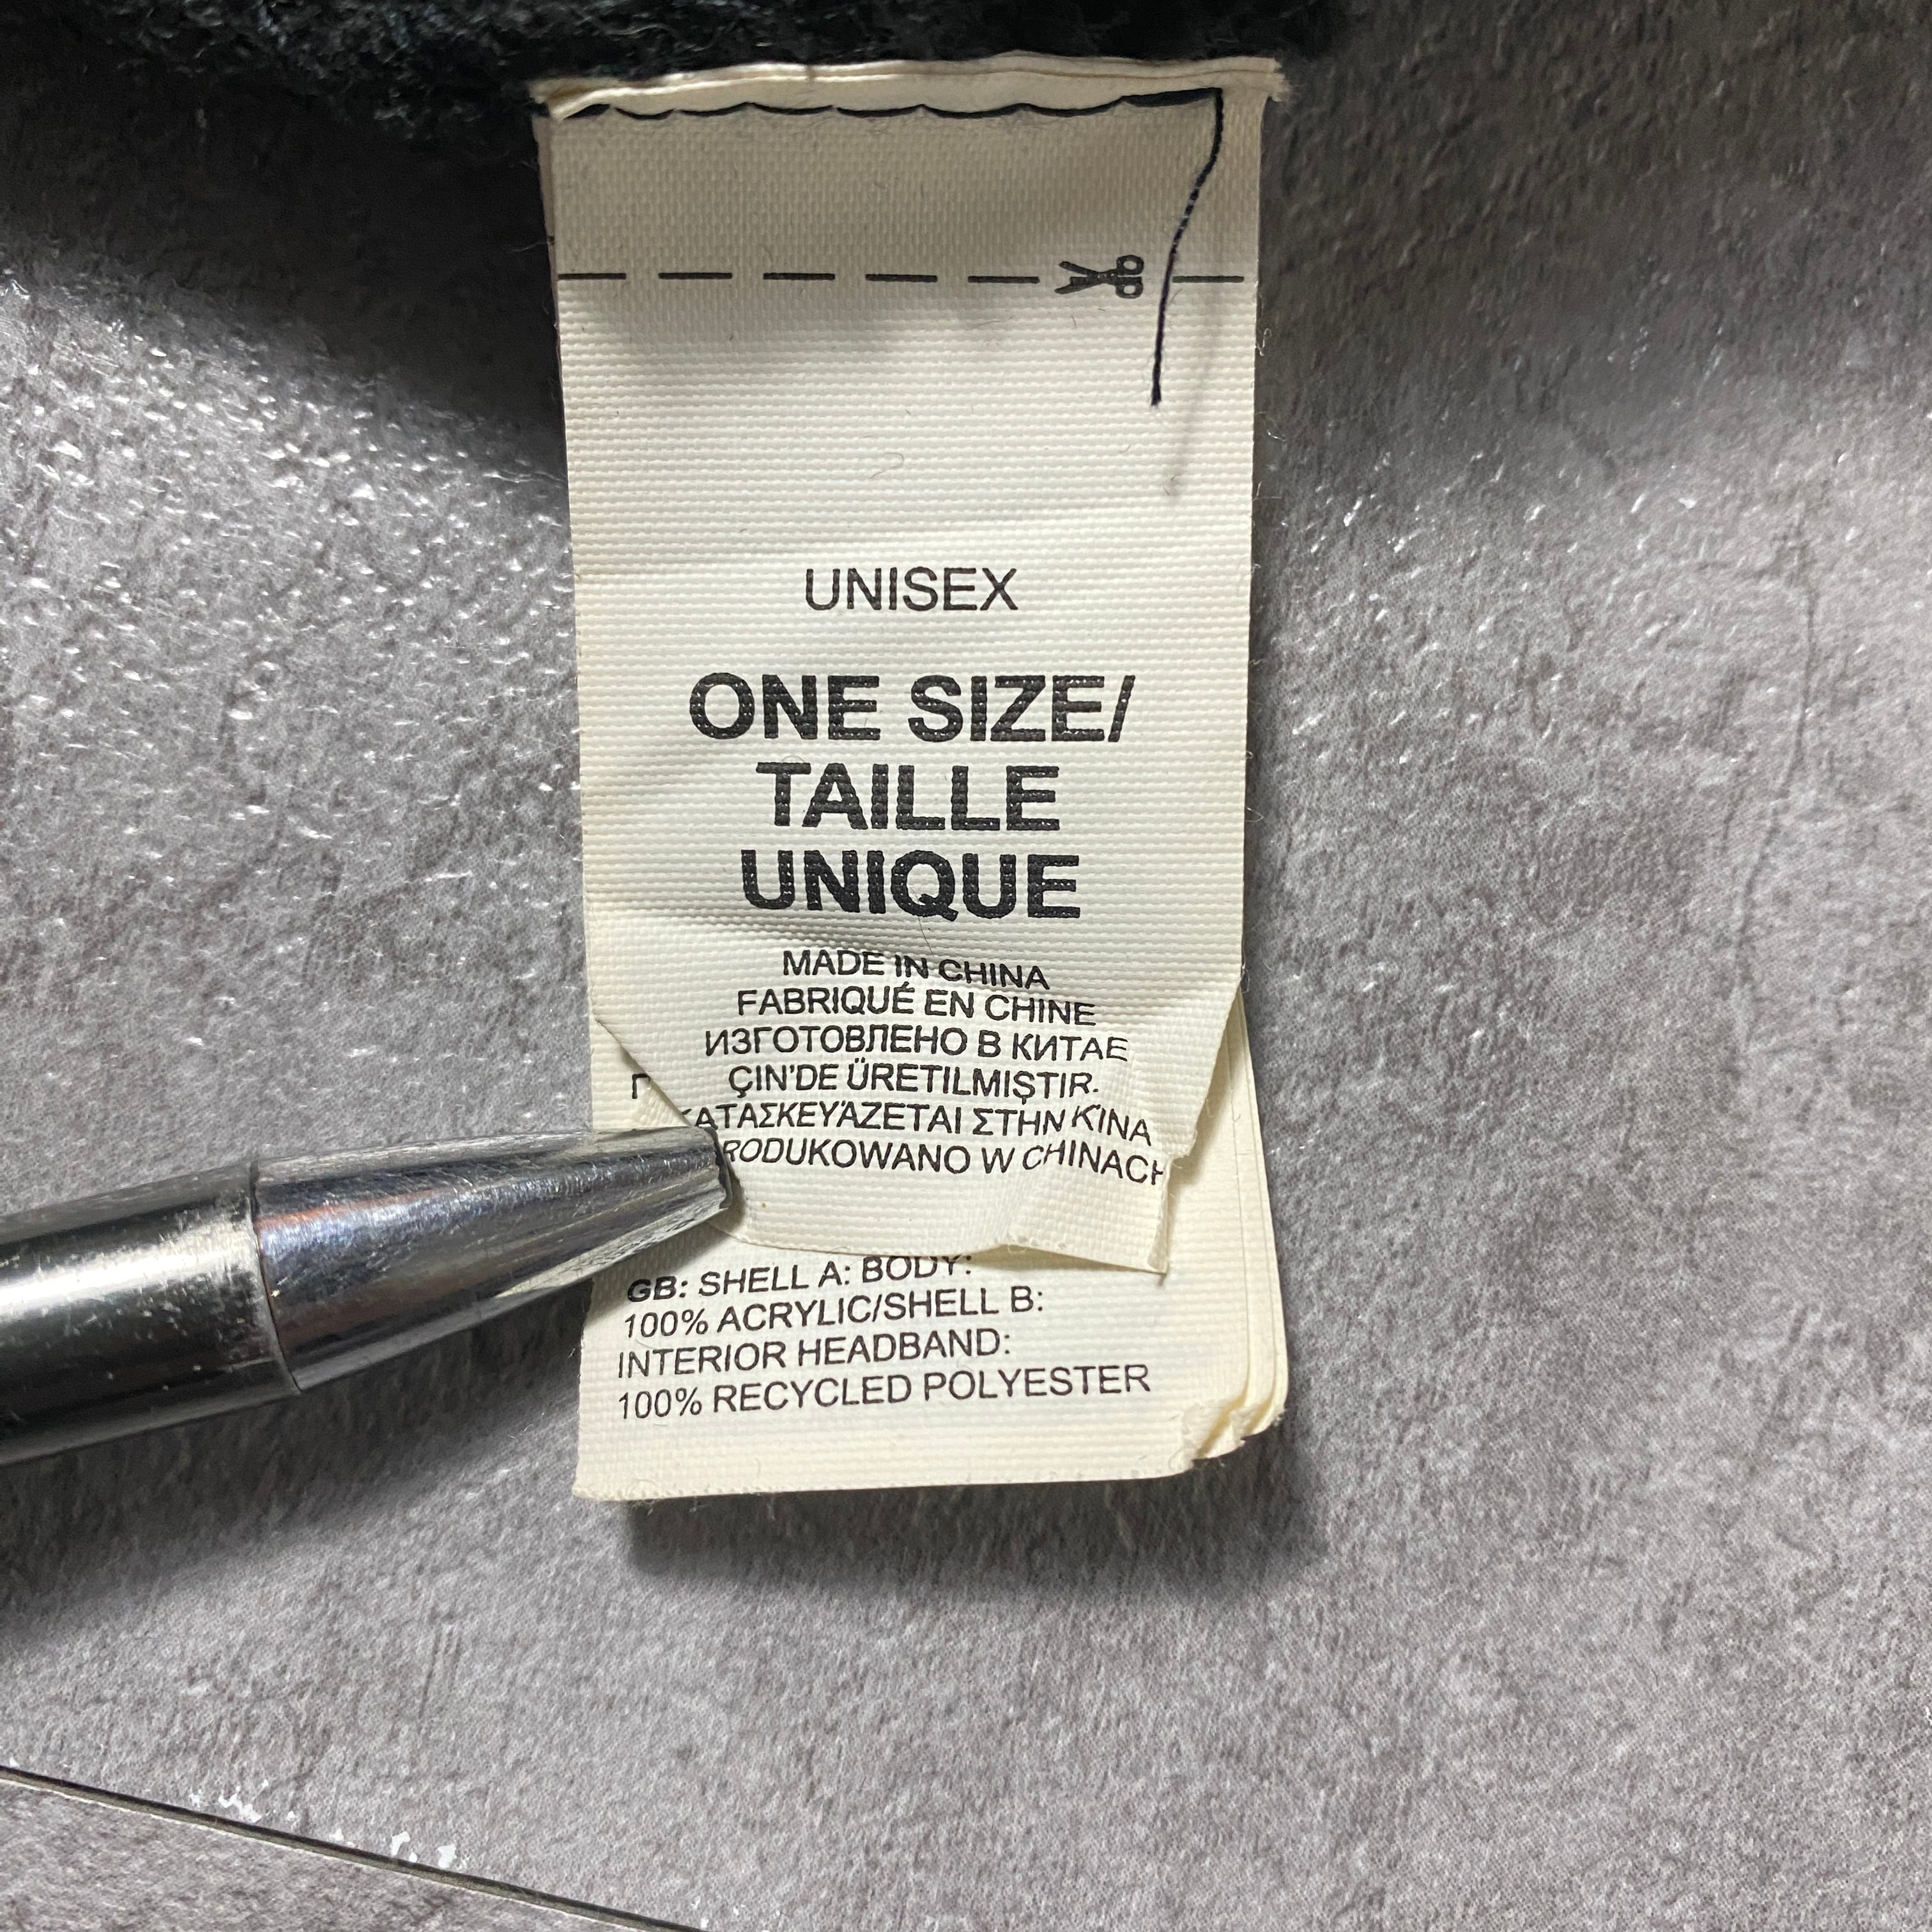 UNISEX
ONE SIZE/
TAILLE
UNIQUE
MADE IN CHINA
FABRIQUÉ EN CHINE
ИЗГОТОВЛЕНО В КИТАЕ
ÇIN'DE ÜRETILMIŞTIR.
ΚΑΤΑΣΚΕΥΆΖΕΤΑΙ ΣΤΗΝ ΚΊΝΑ
RODUKOWANO W CHINACH
GB: SHELL A: BODY:
100% ACRYLIC/SHELL B:
INTERIOR HEADBAND:
100% RECYCLED POLYESTER